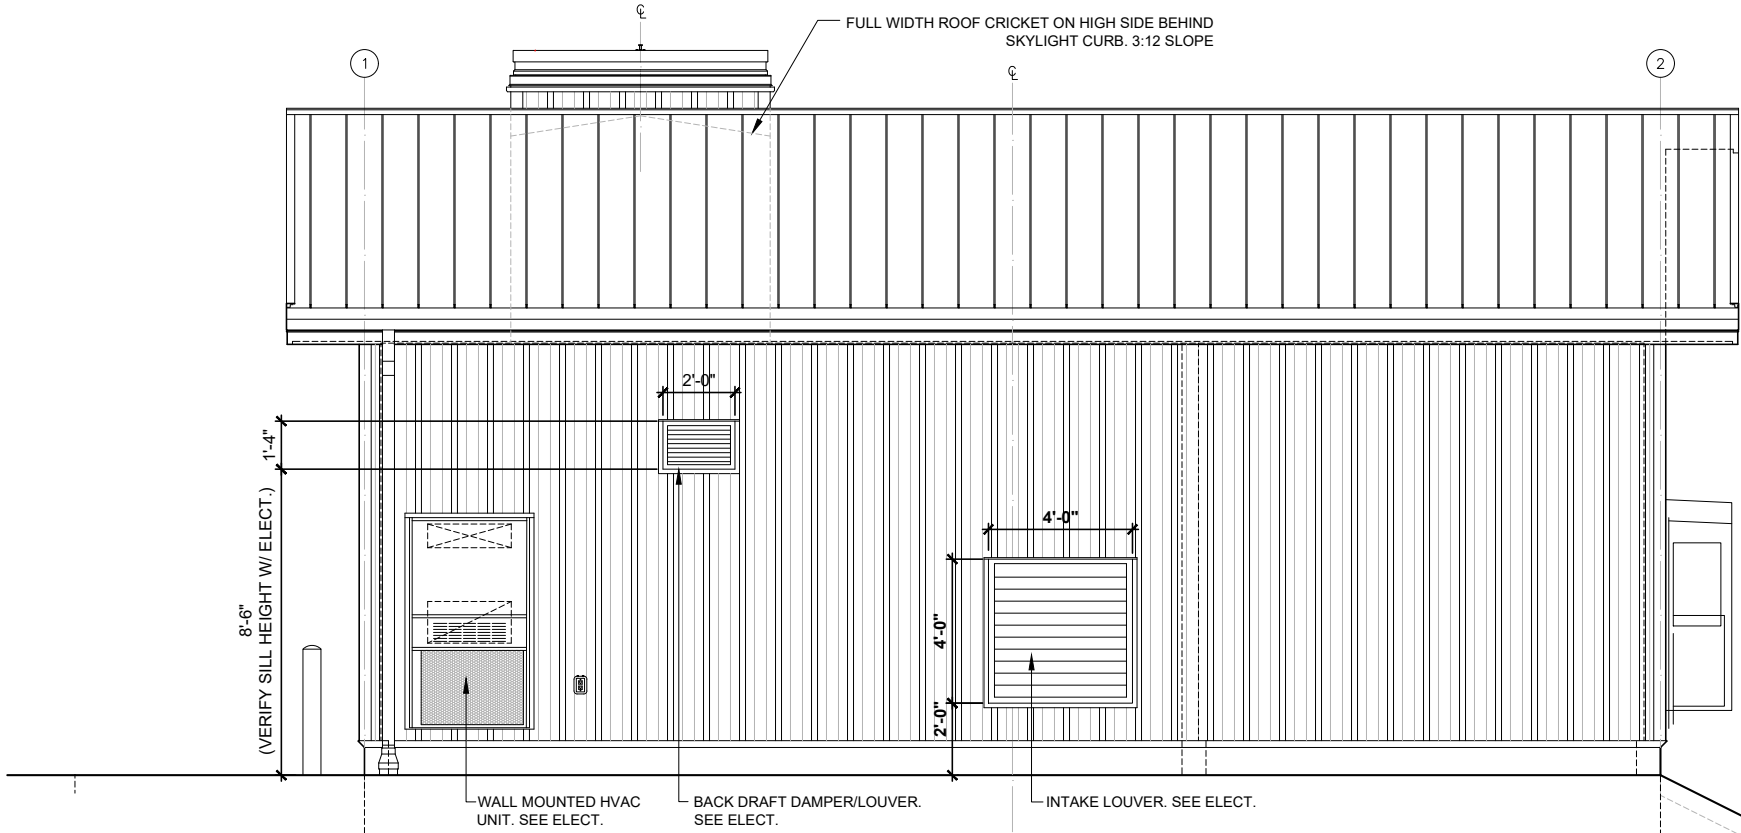 ℄
FULL WIDTH ROOF CRICKET ON HIGH SIDE BEHIND
SKYLIGHT CURB. 3:12 SLOPE
1
℄
2
2'-0"
1'-4"
8'-6"
(VERIFY SILL HEIGHT W/ ELECT.)
4'-0"
4'-0"
2'-0"
WALL MOUNTED HVAC
UNIT. SEE ELECT.
BACK DRAFT DAMPER/LOUVER.
SEE ELECT.
INTAKE LOUVER. SEE ELECT.